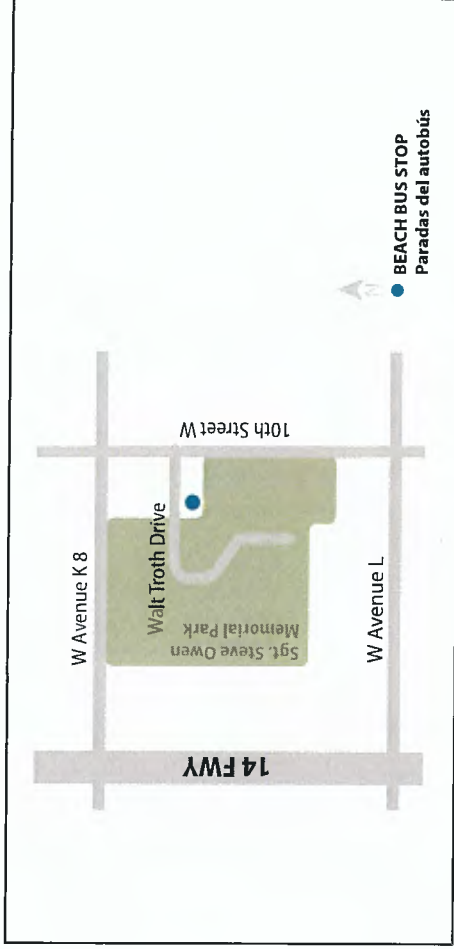 W Avenue K 8
Walt Troth Drive
10th Street W
Sgt. Steve Owen
Memorial Park
14 FWY
W Avenue L
N
BEACH BUS STOP
Paradas del autobús